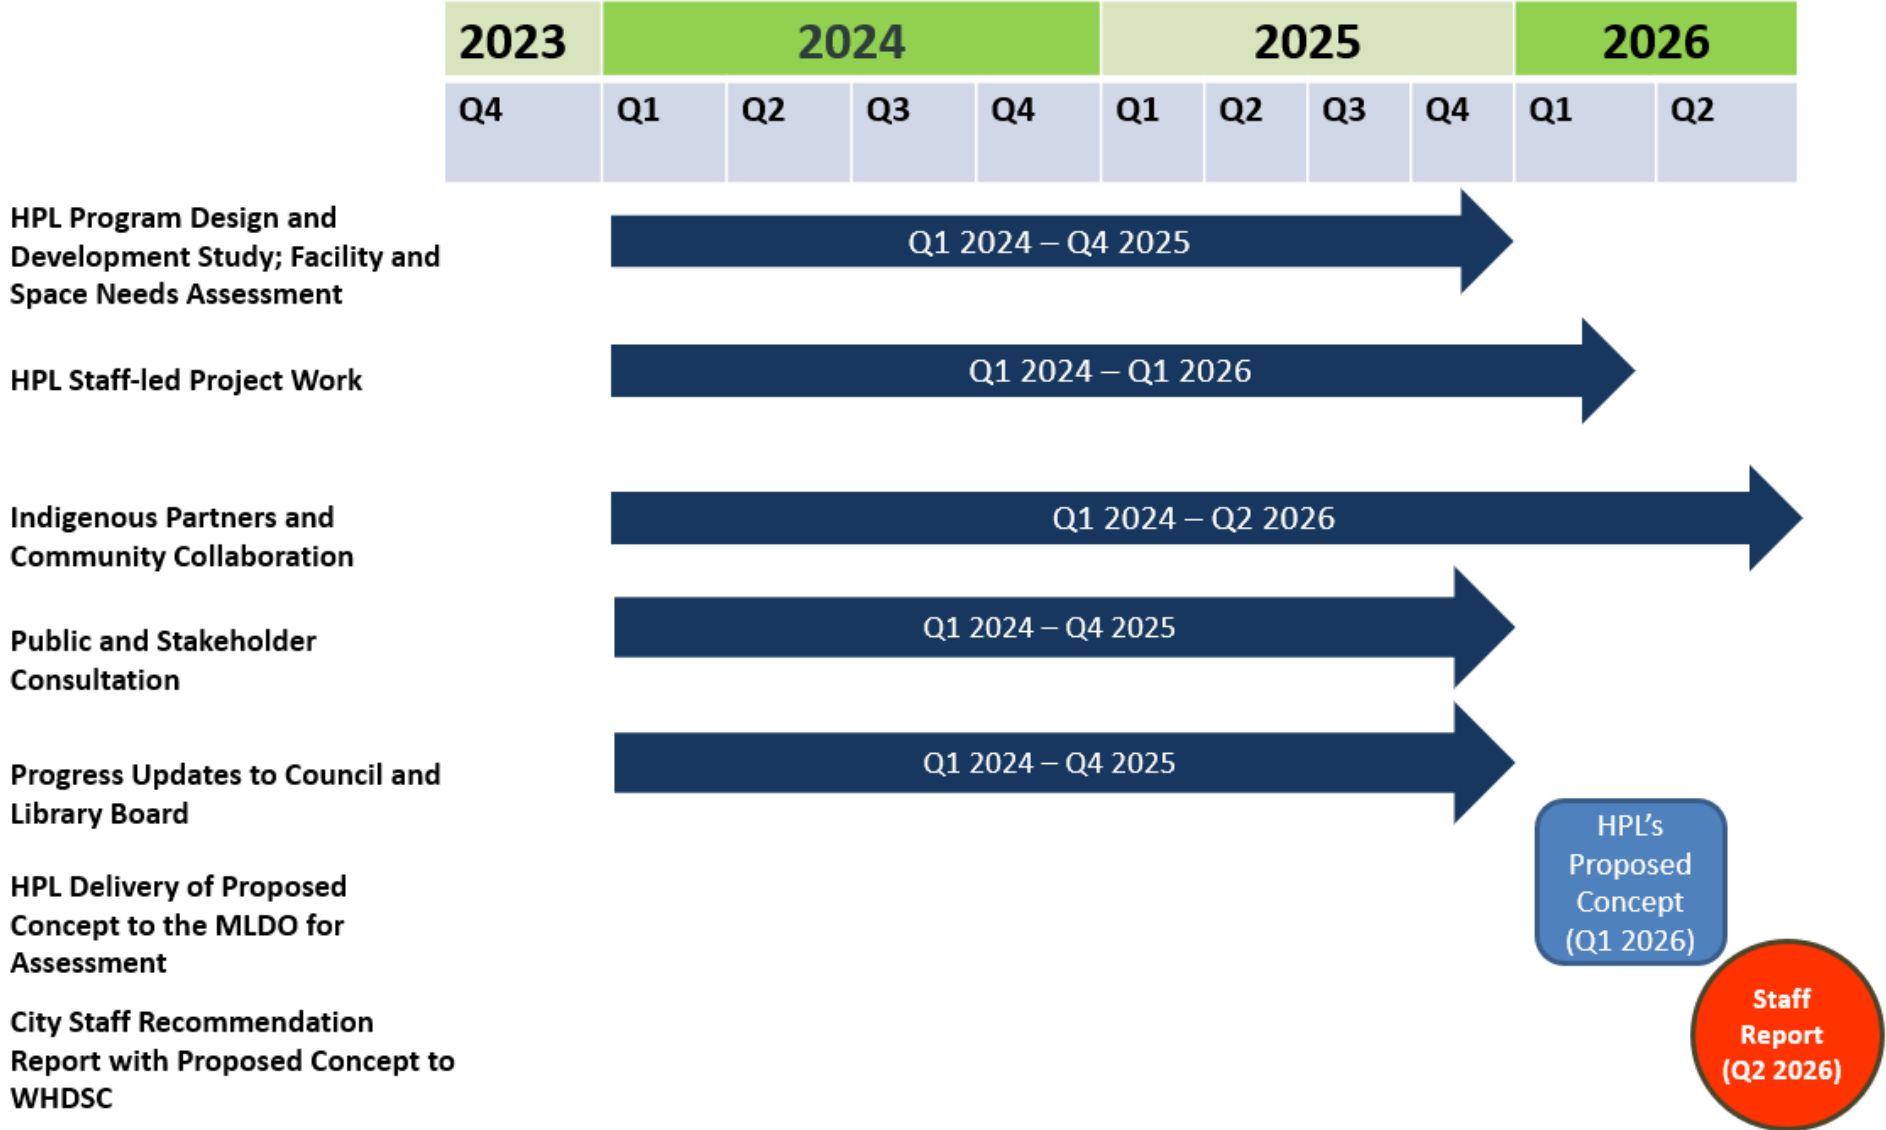 2023 2024 2025 2026
Q4 Q1 Q2 Q3 Q4 Q1 Q2 Q3 Q4 Q1 Q2
HPL Program Design and
Development Study; Facility and
Space Needs Assessment
Q1 2024 – Q4 2025
HPL Staff-led Project Work
Q1 2024 – Q1 2026
Indigenous Partners and
Community Collaboration
Q1 2024 – Q2 2026
Public and Stakeholder
Consultation
Q1 2024 – Q4 2025
Progress Updates to Council and
Library Board
Q1 2024 – Q4 2025
HPL Delivery of Proposed
Concept to the MLDO for
Assessment
HPL’s
Proposed
Concept
(Q1 2026)
City Staff Recommendation
Report with Proposed Concept to
WHDSC
Staff
Report
(Q2 2026)